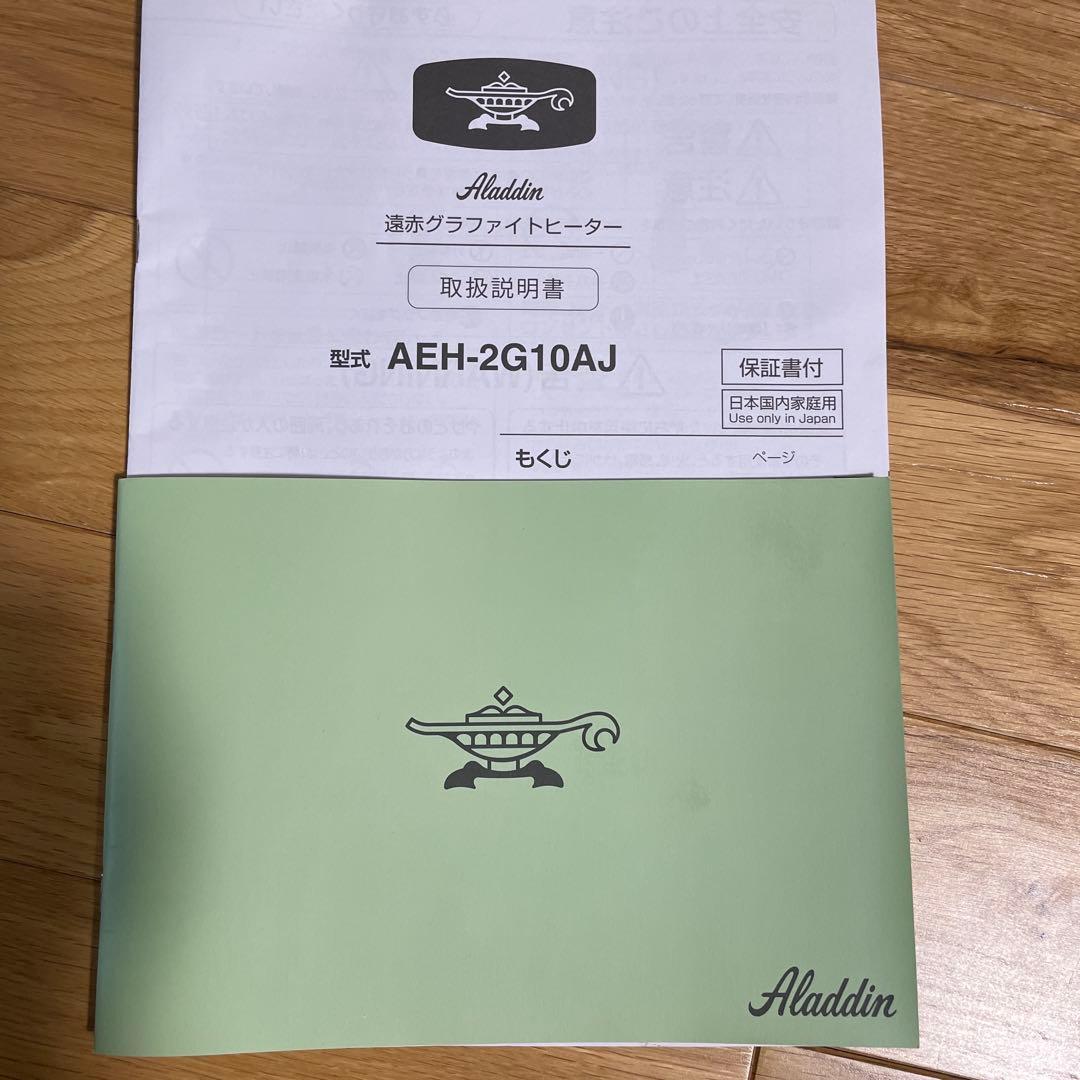 Aladdin
遠赤グラファイトヒーター
取扱説明書
型式 AEH-2G10AJ
保証書付
日本国内家庭用
Use only in Japan
もくじ ページ
Aladdin